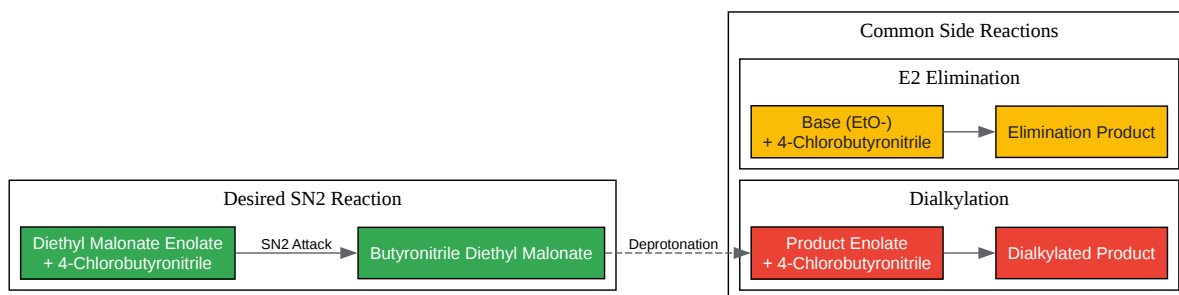 Common Side Reactions
E2 Elimination
Base (EtO-)
+ 4-Chlorobutyronitrile
Elimination Product
Desired SN2 Reaction
Diethyl Malonate Enolate
+ 4-Chlorobutyronitrile
SN2 Attack
Butyronitrile Diethyl Malonate
Deprotonation
Dialkylation
Product Enolate
+ 4-Chlorobutyronitrile
Dialkylated Product